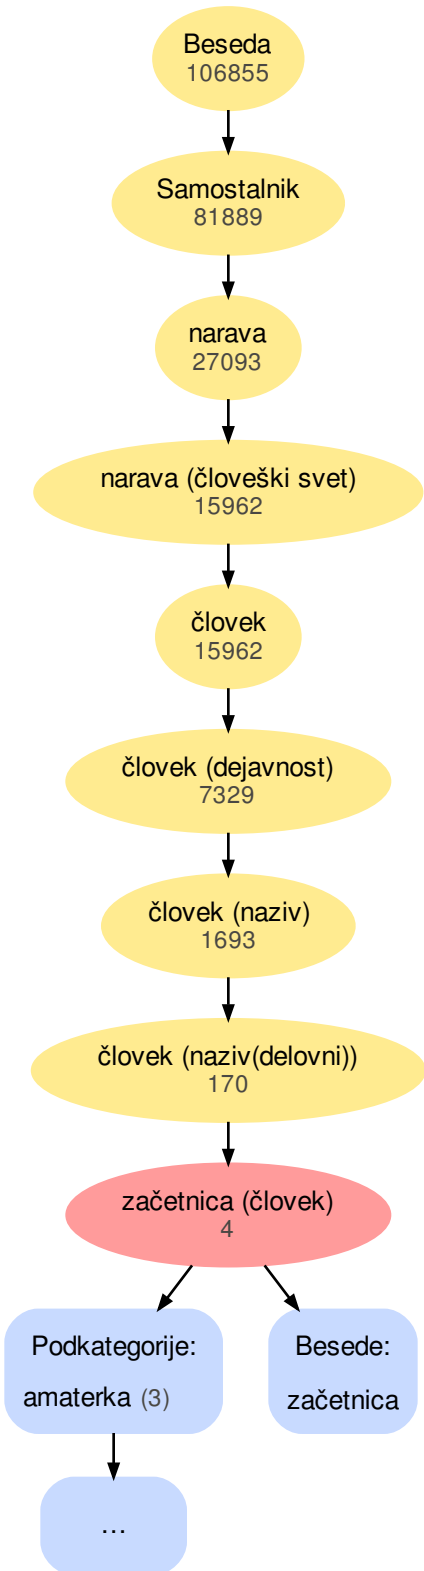 Beseda
106855
Samostalnik
81889
narava
27093
narava (človeški svet)
15962
človek
15962
človek (dejavnost)
7329
človek (naziv)
1693
človek (naziv(delovni))
170
začetnica (človek)
4
Podkategorije:
amaterka (3)
Besede:
začetnica
...